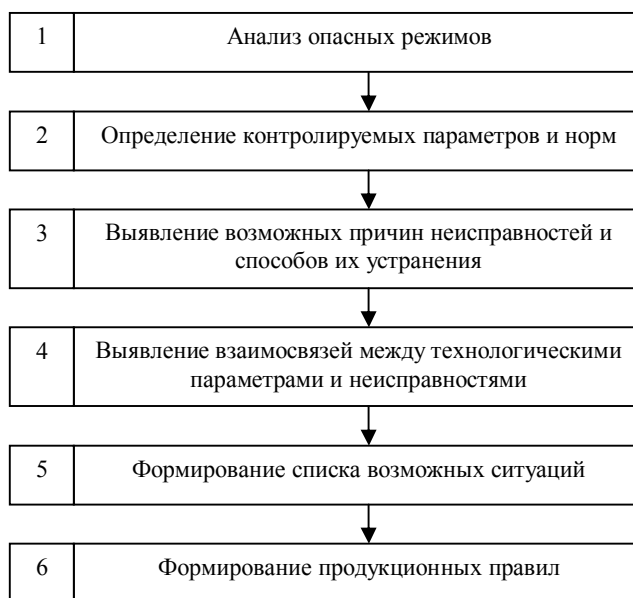 1
Анализ опасных режимов
2
Определение контролируемых параметров и норм
3
Выявление возможных причин неисправностей и
способов их устранения
4
Выявление взаимосвязей между технологическими
параметрами и неисправностями
5
Формирование списка возможных ситуаций
6
Формирование продукционных правил